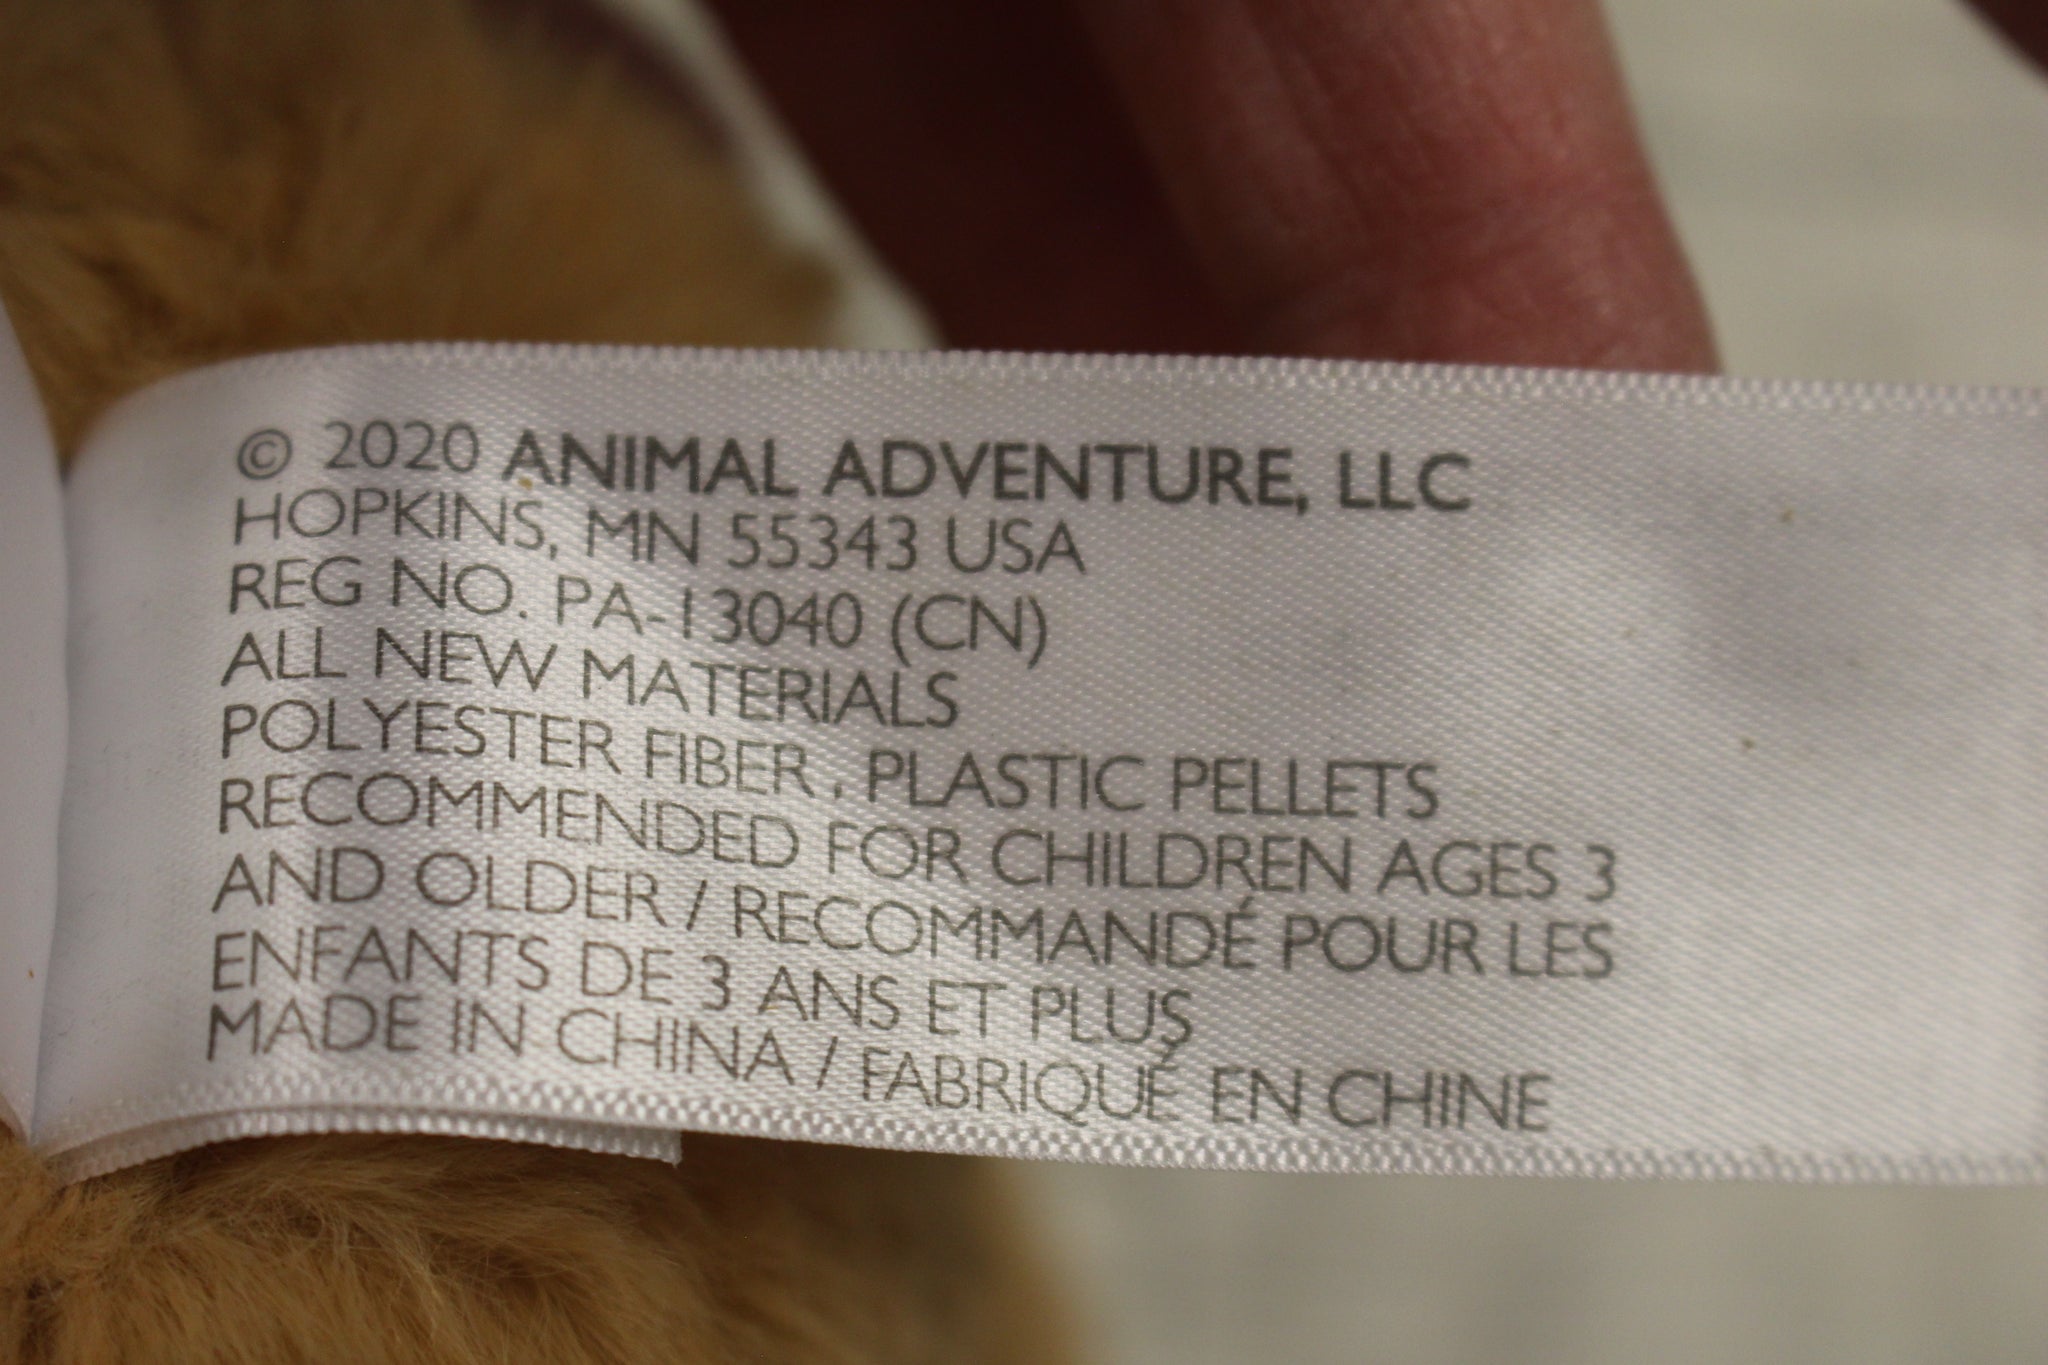 © 2020 ANIMAL ADVENTURE, LLC
HOPKINS, MN 55343 USA
REG NO. PA-13040 (CN)
ALL NEW MATERIALS
POLYESTER FIBER, PLASTIC PELLETS
RECOMMENDED FOR CHILDREN AGES 3
AND OLDER / RECOMMANDÉ POUR LES
ENFANTS DE 3 ANS ET PLUS
MADE IN CHINA / FABRIQUÉ EN CHINE